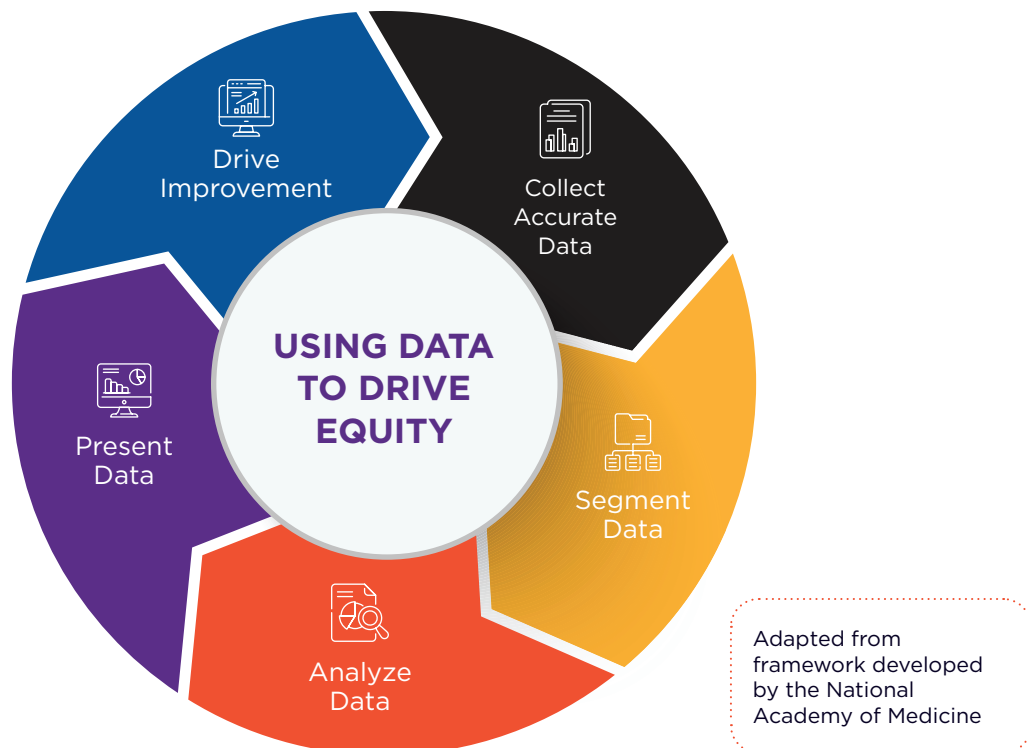 USING DATA
TO DRIVE
EQUITY
Collect
Accurate
Data
Segment
Data
Analyze
Data
Present
Data
Drive
Improvement
Adapted from
framework developed
by the National
Academy of Medicine